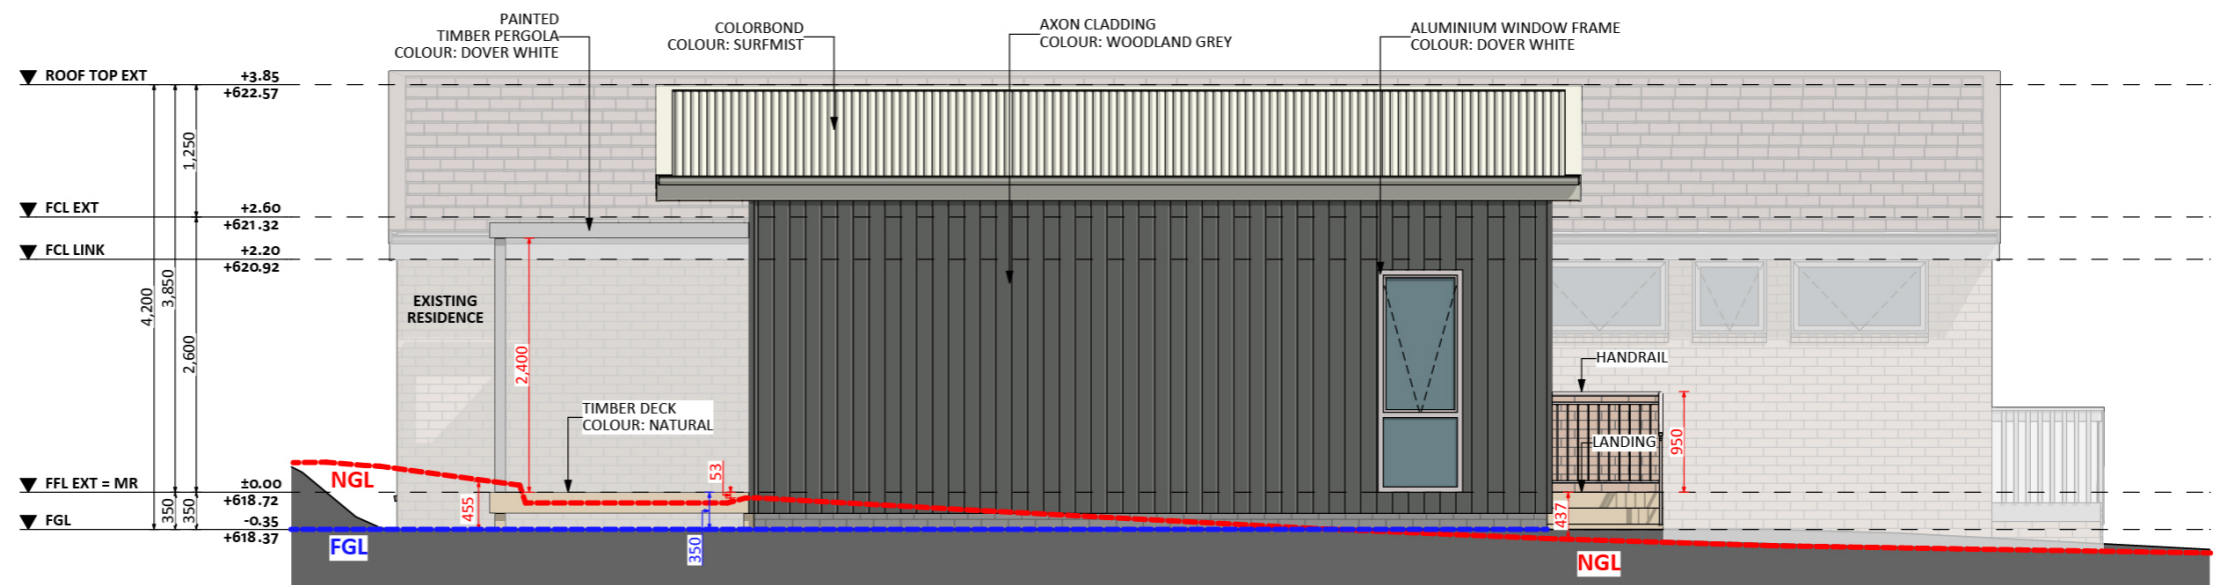 PAINTED
TIMBER PERGOLA
COLOUR: DOVER WHITE
COLORBOND
COLOUR: SURFMIST
AXON CLADDING
COLOUR: WOODLAND GREY
ALUMINIUM WINDOW FRAME
COLOUR: DOVER WHITE
ROOF TOP EXT +3.85
+622.57
1,250
FCL EXT +2.60
+621.32
FCL LINK +2.20
+620.92
4,200
3,850
2,600
EXISTING
RESIDENCE
2,400
HANDRAIL
TIMBER DECK
COLOUR: NATURAL
LANDING
950
53
NGL
FFL EXT = MR ±0.00
+618.72
350
350
455
437
FGL -0.35
+618.37
FGL
350
NGL